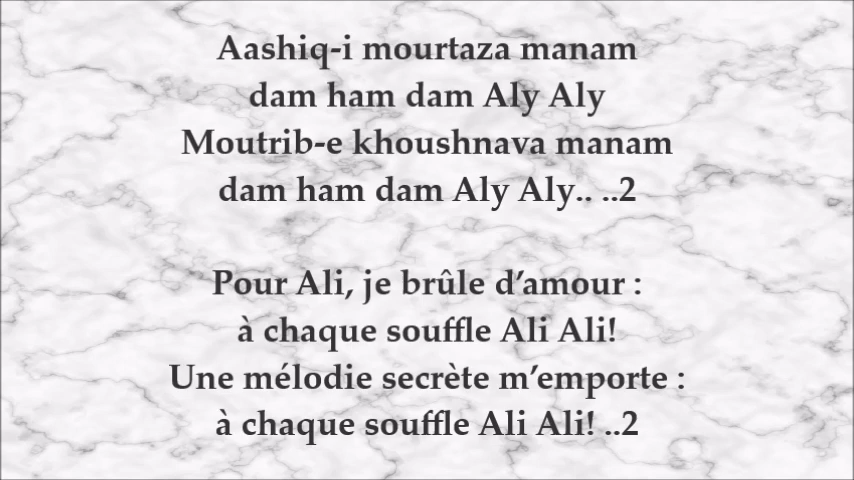 Aashiq-i mourtaza manam
dam ham dam Aly Aly
Moutrib-e khoushnava manam
dam ham dam Aly Aly.. ..2
Pour Ali, je brûle d’amour :
à chaque souffle Ali Ali!
Une mélodie secrète m’emporte :
à chaque souffle Ali Ali! ..2